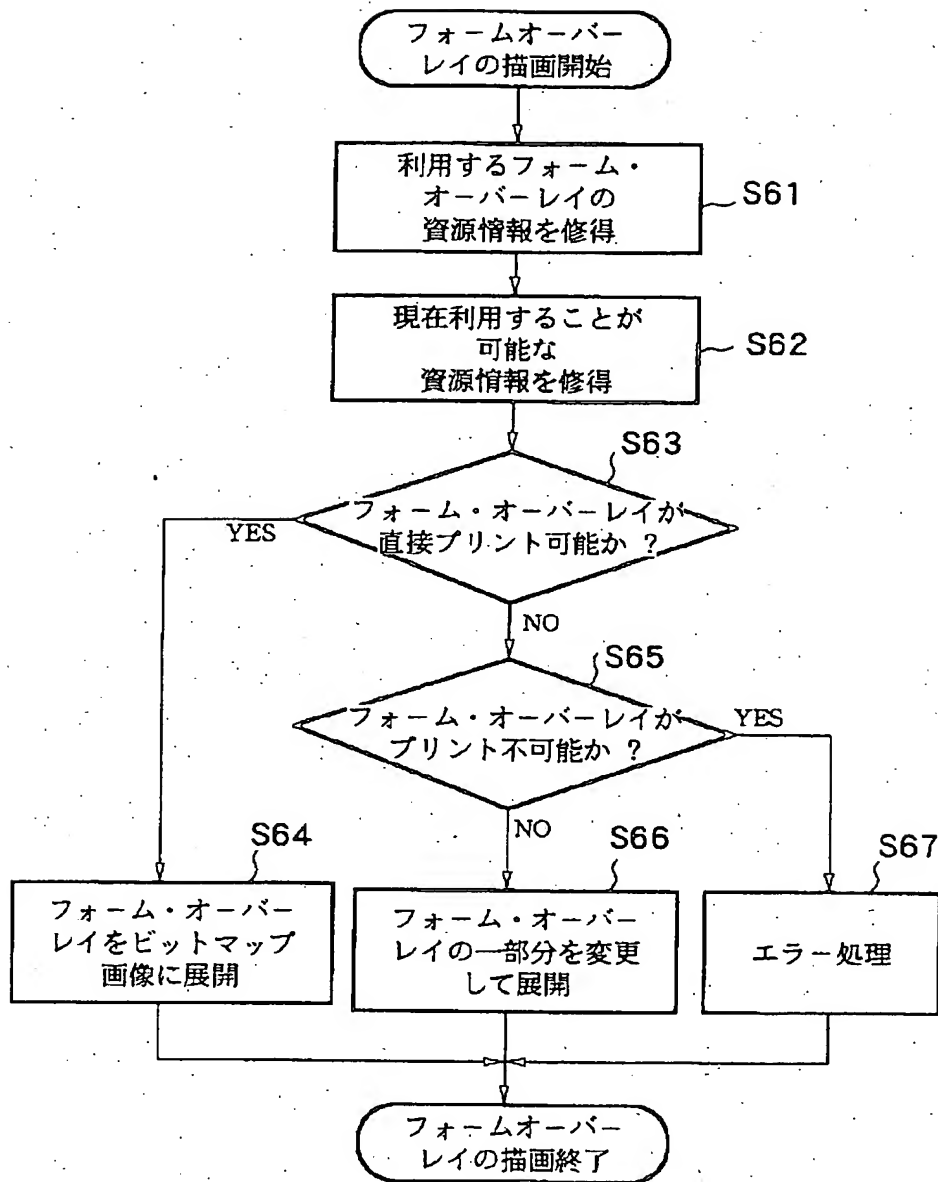 フォームオーバー
レイの描画開始
利用するフォーム・
オーバーレイの
資源情報を修得
S61
現在利用することが
可能な
資源情報を修得
S62
S63
フォーム・オーバーレイが
直接プリント可能か ?
YES
NO
S65
フォーム・オーバーレイが
プリント不可能か ?
YES
NO
S64
フォーム・オーバー
レイをビットマップ
画像に展開
S66
フォーム・オーバー
レイの一部分を変更
して展開
S67
エラー処理
フォームオーバー
レイの描画終了